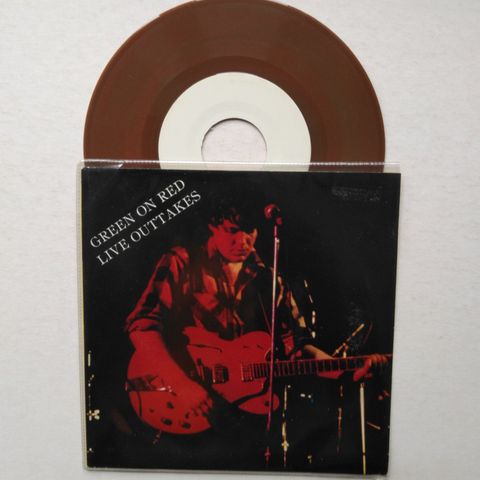 GREEN ON RED
LIVE OUTTAKES